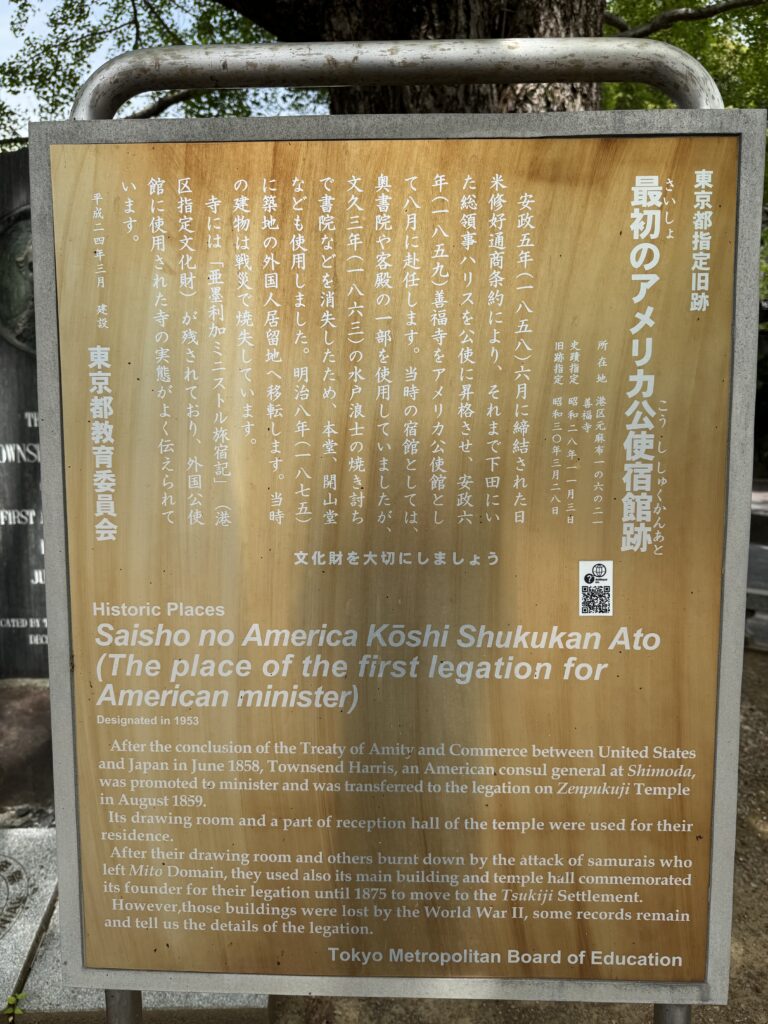 東京都指定旧跡
最初のアメリカ公使宿館跡
さいしょ
こうししゅくかんあと
所在地 港区元麻布一の六の二一
善福寺
史蹟指定 昭和二八年一一月三日
旧跡指定 昭和三〇年三月二八日
安政五年(一八五八)六月に締結された日
米修好通商条約により、それまで下田にい
た総領事ハリスを公使に昇格させ、安政六
年(一八五九)善福寺をアメリカ公使館とし
て八月に赴任します。当時の宿館としては、
奥書院や客殿の一部を使用していましたが、
文久三年(一八六三)の水戸浪士の焼き討ち
で書院などを消失したため、本堂、開山堂
なども使用しました。明治八年(一八七五)
に築地の外国人居留地へ移転します。当時
の建物は戦災で焼失しています。
寺には「亜墨利加ミニストル旅宿記」(港
区指定文化財)が残されており、外国公使
館に使用された寺の実態がよく伝えられて
います。
平成二四年三月 建設
東京都教育委員会
文化財を大切にしましょう
Historic Places
Saisho no America Kōshi Shukukan Ato
(The place of the first legation for
American minister)
Designated in 1953
After the conclusion of the Treaty of Amity and Commerce between United States
and Japan in June 1858, Townsend Harris, an American consul general at Shimoda,
was promoted to minister and was transferred to the legation on Zenpukuji Temple
in August 1859.
Its drawing room and a part of reception hall of the temple were used for their
residence.
After their drawing room and others burnt down by the attack of samurais who
left Mito Domain, they used also its main building and temple hall commemorated
its founder for their legation until 1875 to move to the Tsukiji Settlement.
However,those buildings were lost by the World War II, some records remain
and tell us the details of the legation.
Tokyo Metropolitan Board of Education